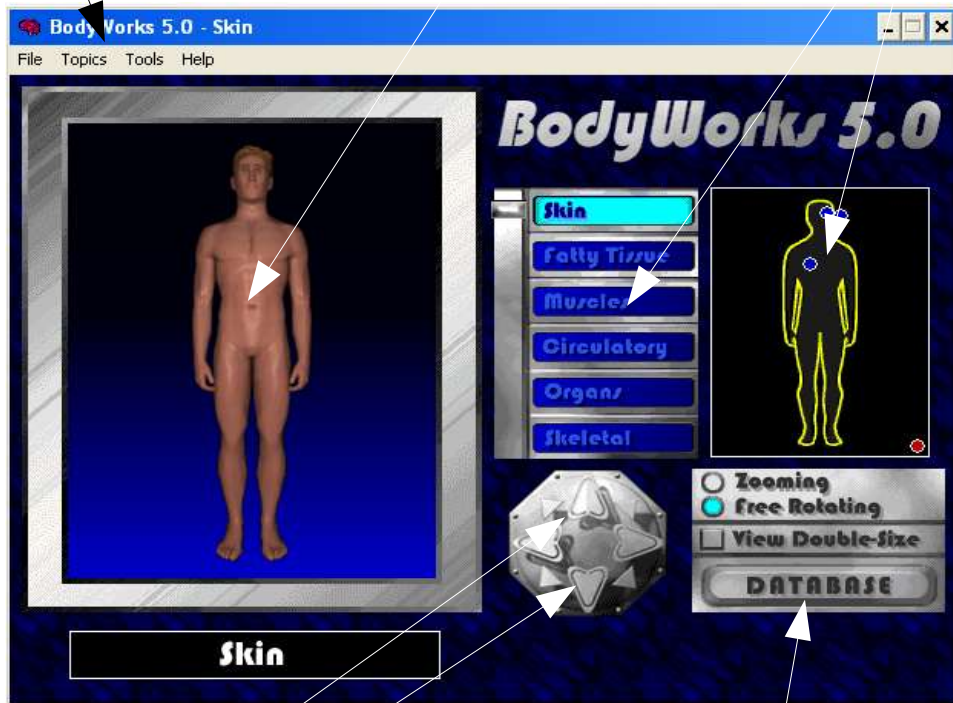 BodyWorks 5.0 - Skin
File Topics Tools Help
BodyWorks 5.0
Skin
Fatty Tissue
Muscles
Circulatory
Organs
Skeletal
Zooming
Free Rotating
View Double-Size
DATABASE
Skin